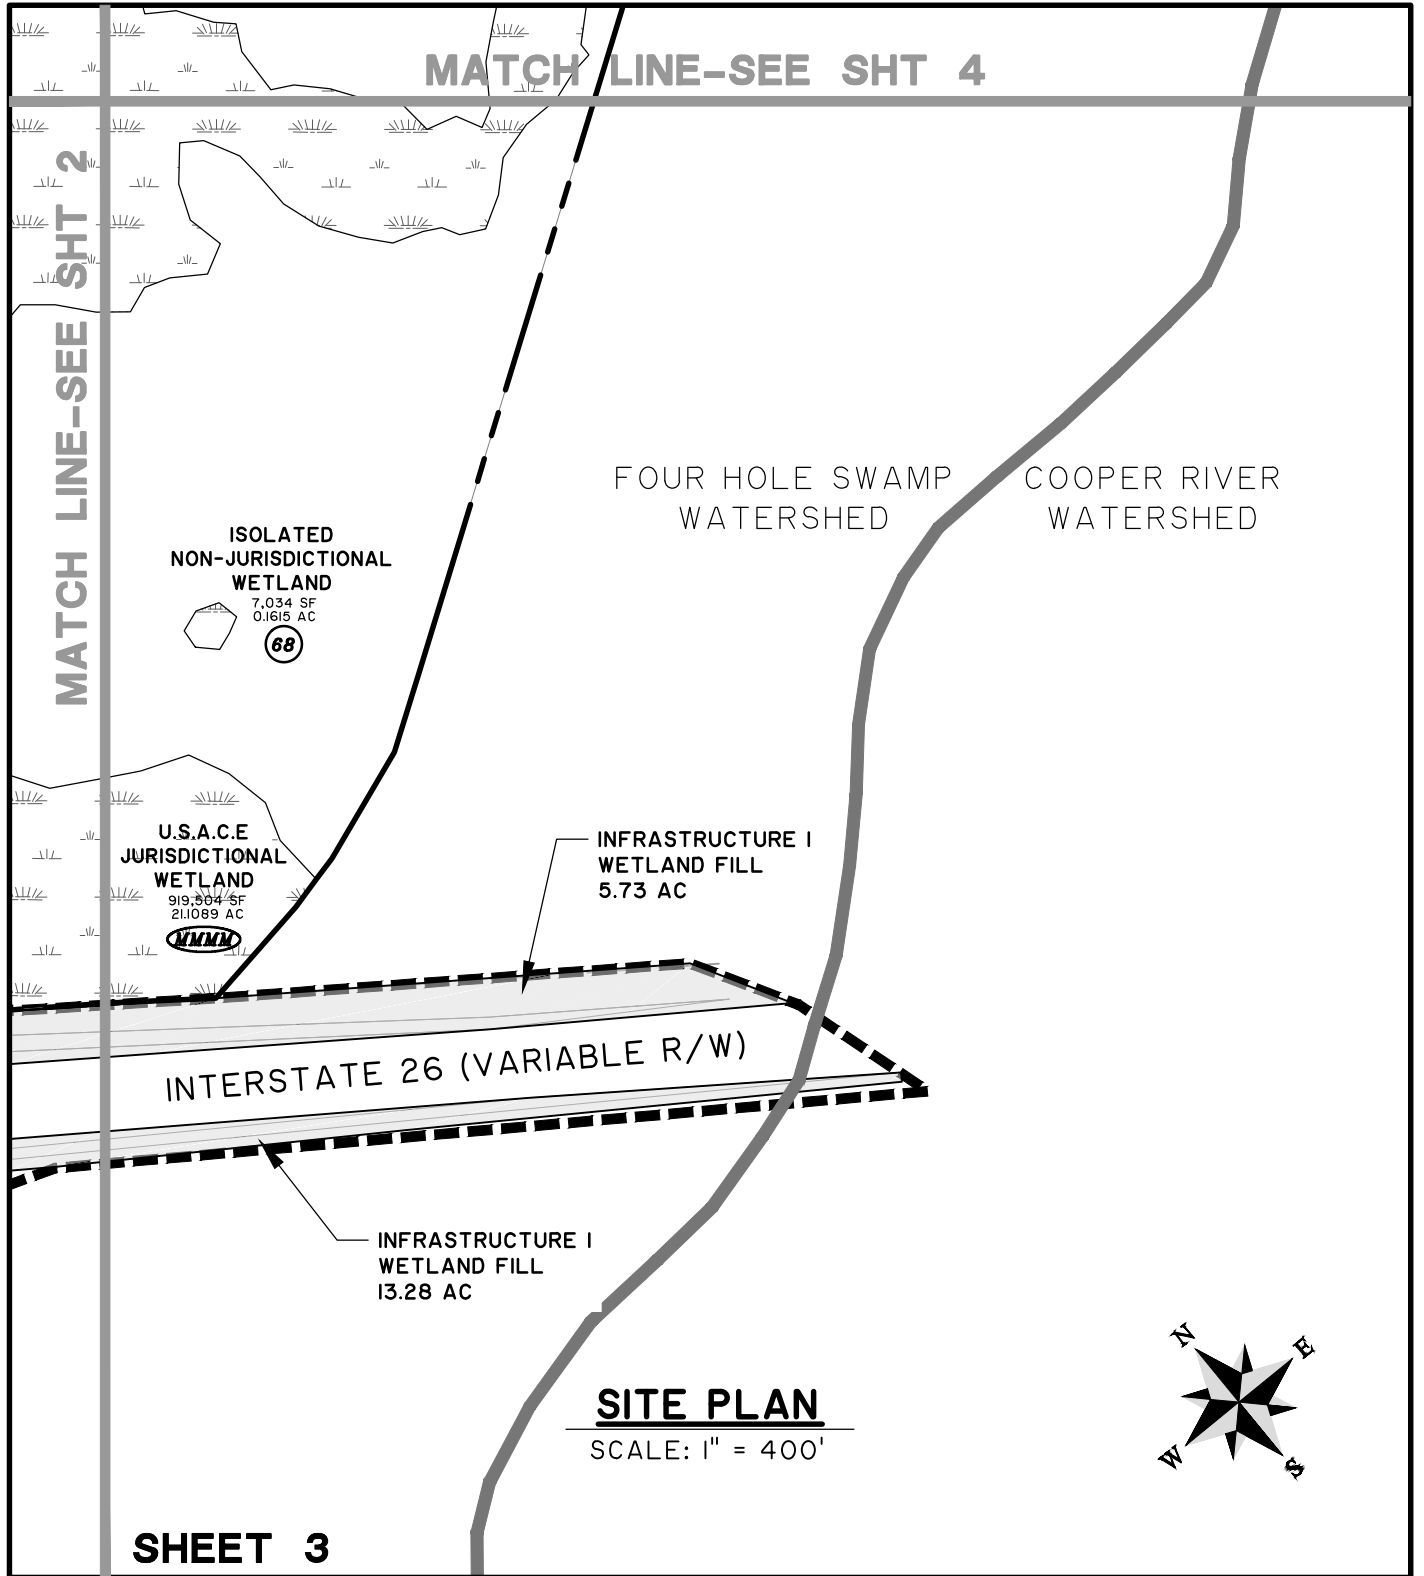 MATCH LINE-SEE SHT 4
MATCH LINE-SEE SHT 2
FOUR HOLE SWAMP
WATERSHED
COOPER RIVER
WATERSHED
ISOLATED
NON-JURISDICTIONAL
WETLAND
7,034 SF
0.1615 AC
68
U.S.A.C.E
JURISDICTIONAL
WETLAND
919,504 SF
21.1089 AC
MMMM
INFRASTRUCTURE I
WETLAND FILL
5.73 AC
INTERSTATE 26 (VARIABLE R/W)
INFRASTRUCTURE I
WETLAND FILL
13.28 AC
N
E
W
S
SITE PLAN
SCALE: 1" = 400'
SHEET 3